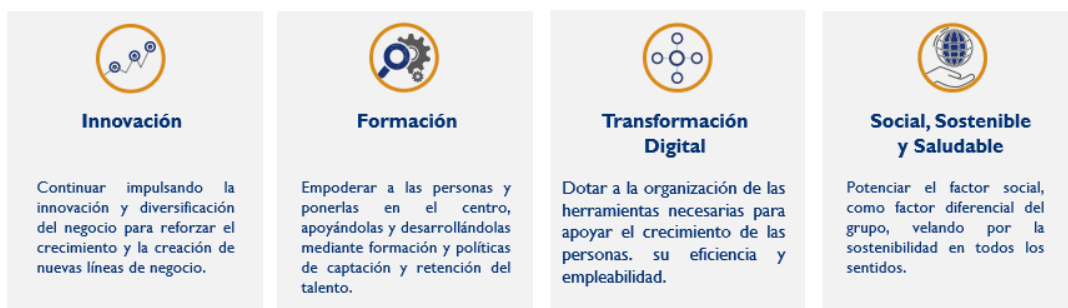 Innovación
Continuar impulsando la
innovación y diversificación
del negocio para reforzar el
crecimiento y la creación de
nuevas líneas de negocio.
Formación
Empoderar a las personas y
ponerlas en el centro,
apoyándolas y desarrollándolas
mediante formación y políticas
de captación y retención del
talento.
Transformación
Digital
Dotar a la organización de las
herramientas necesarias para
apoyar el crecimiento de las
personas. su eficiencia y
empleabilidad.
Social, Sostenible
y Saludable
Potenciar el factor social,
como factor diferencial del
grupo, velando por la
sostenibilidad en todos los
sentidos.